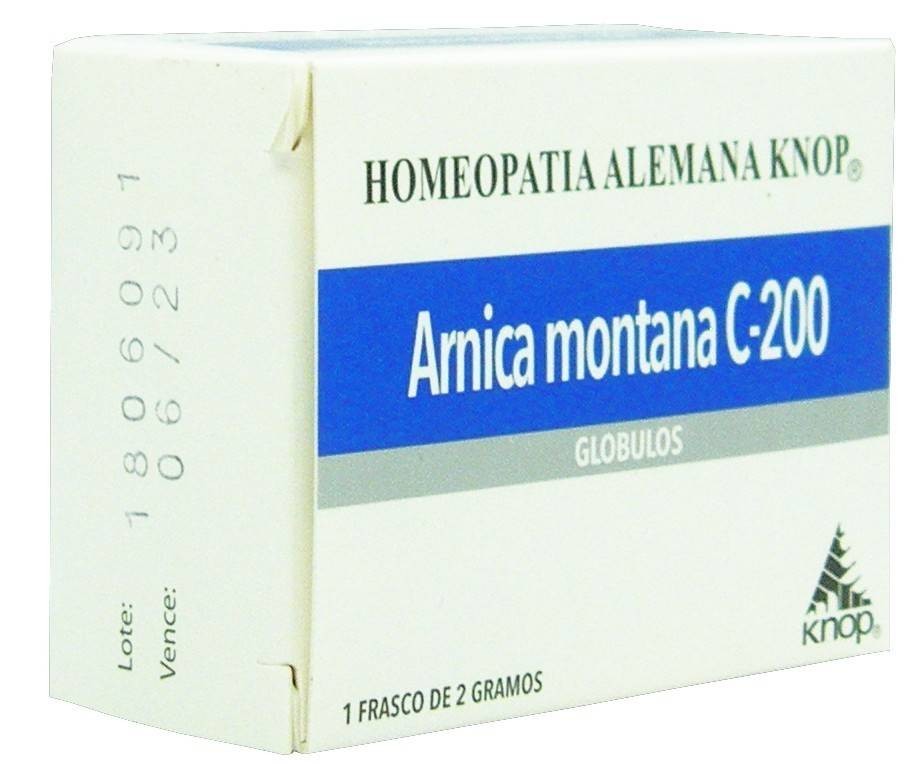 HOMEOPATIA ALEMANA KNOP®
Arnica montana C-200
GLOBULOS
Knop®
1 FRASCO DE 2 GRAMOS
Lote: 1806091
Vence: 06/23